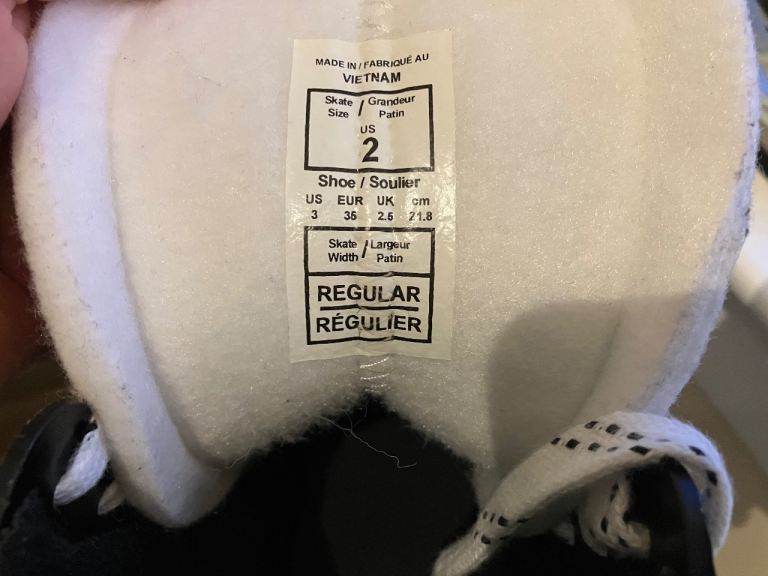 MADE IN / FABRIQUÉ AU
VIETNAM
Skate / Grandeur
Size Patin
US
2
Shoe / Soulier
US EUR UK cm
3 35 2.5 21.8
Skate / Largeur
Width Patin
REGULAR
RÉGULIER